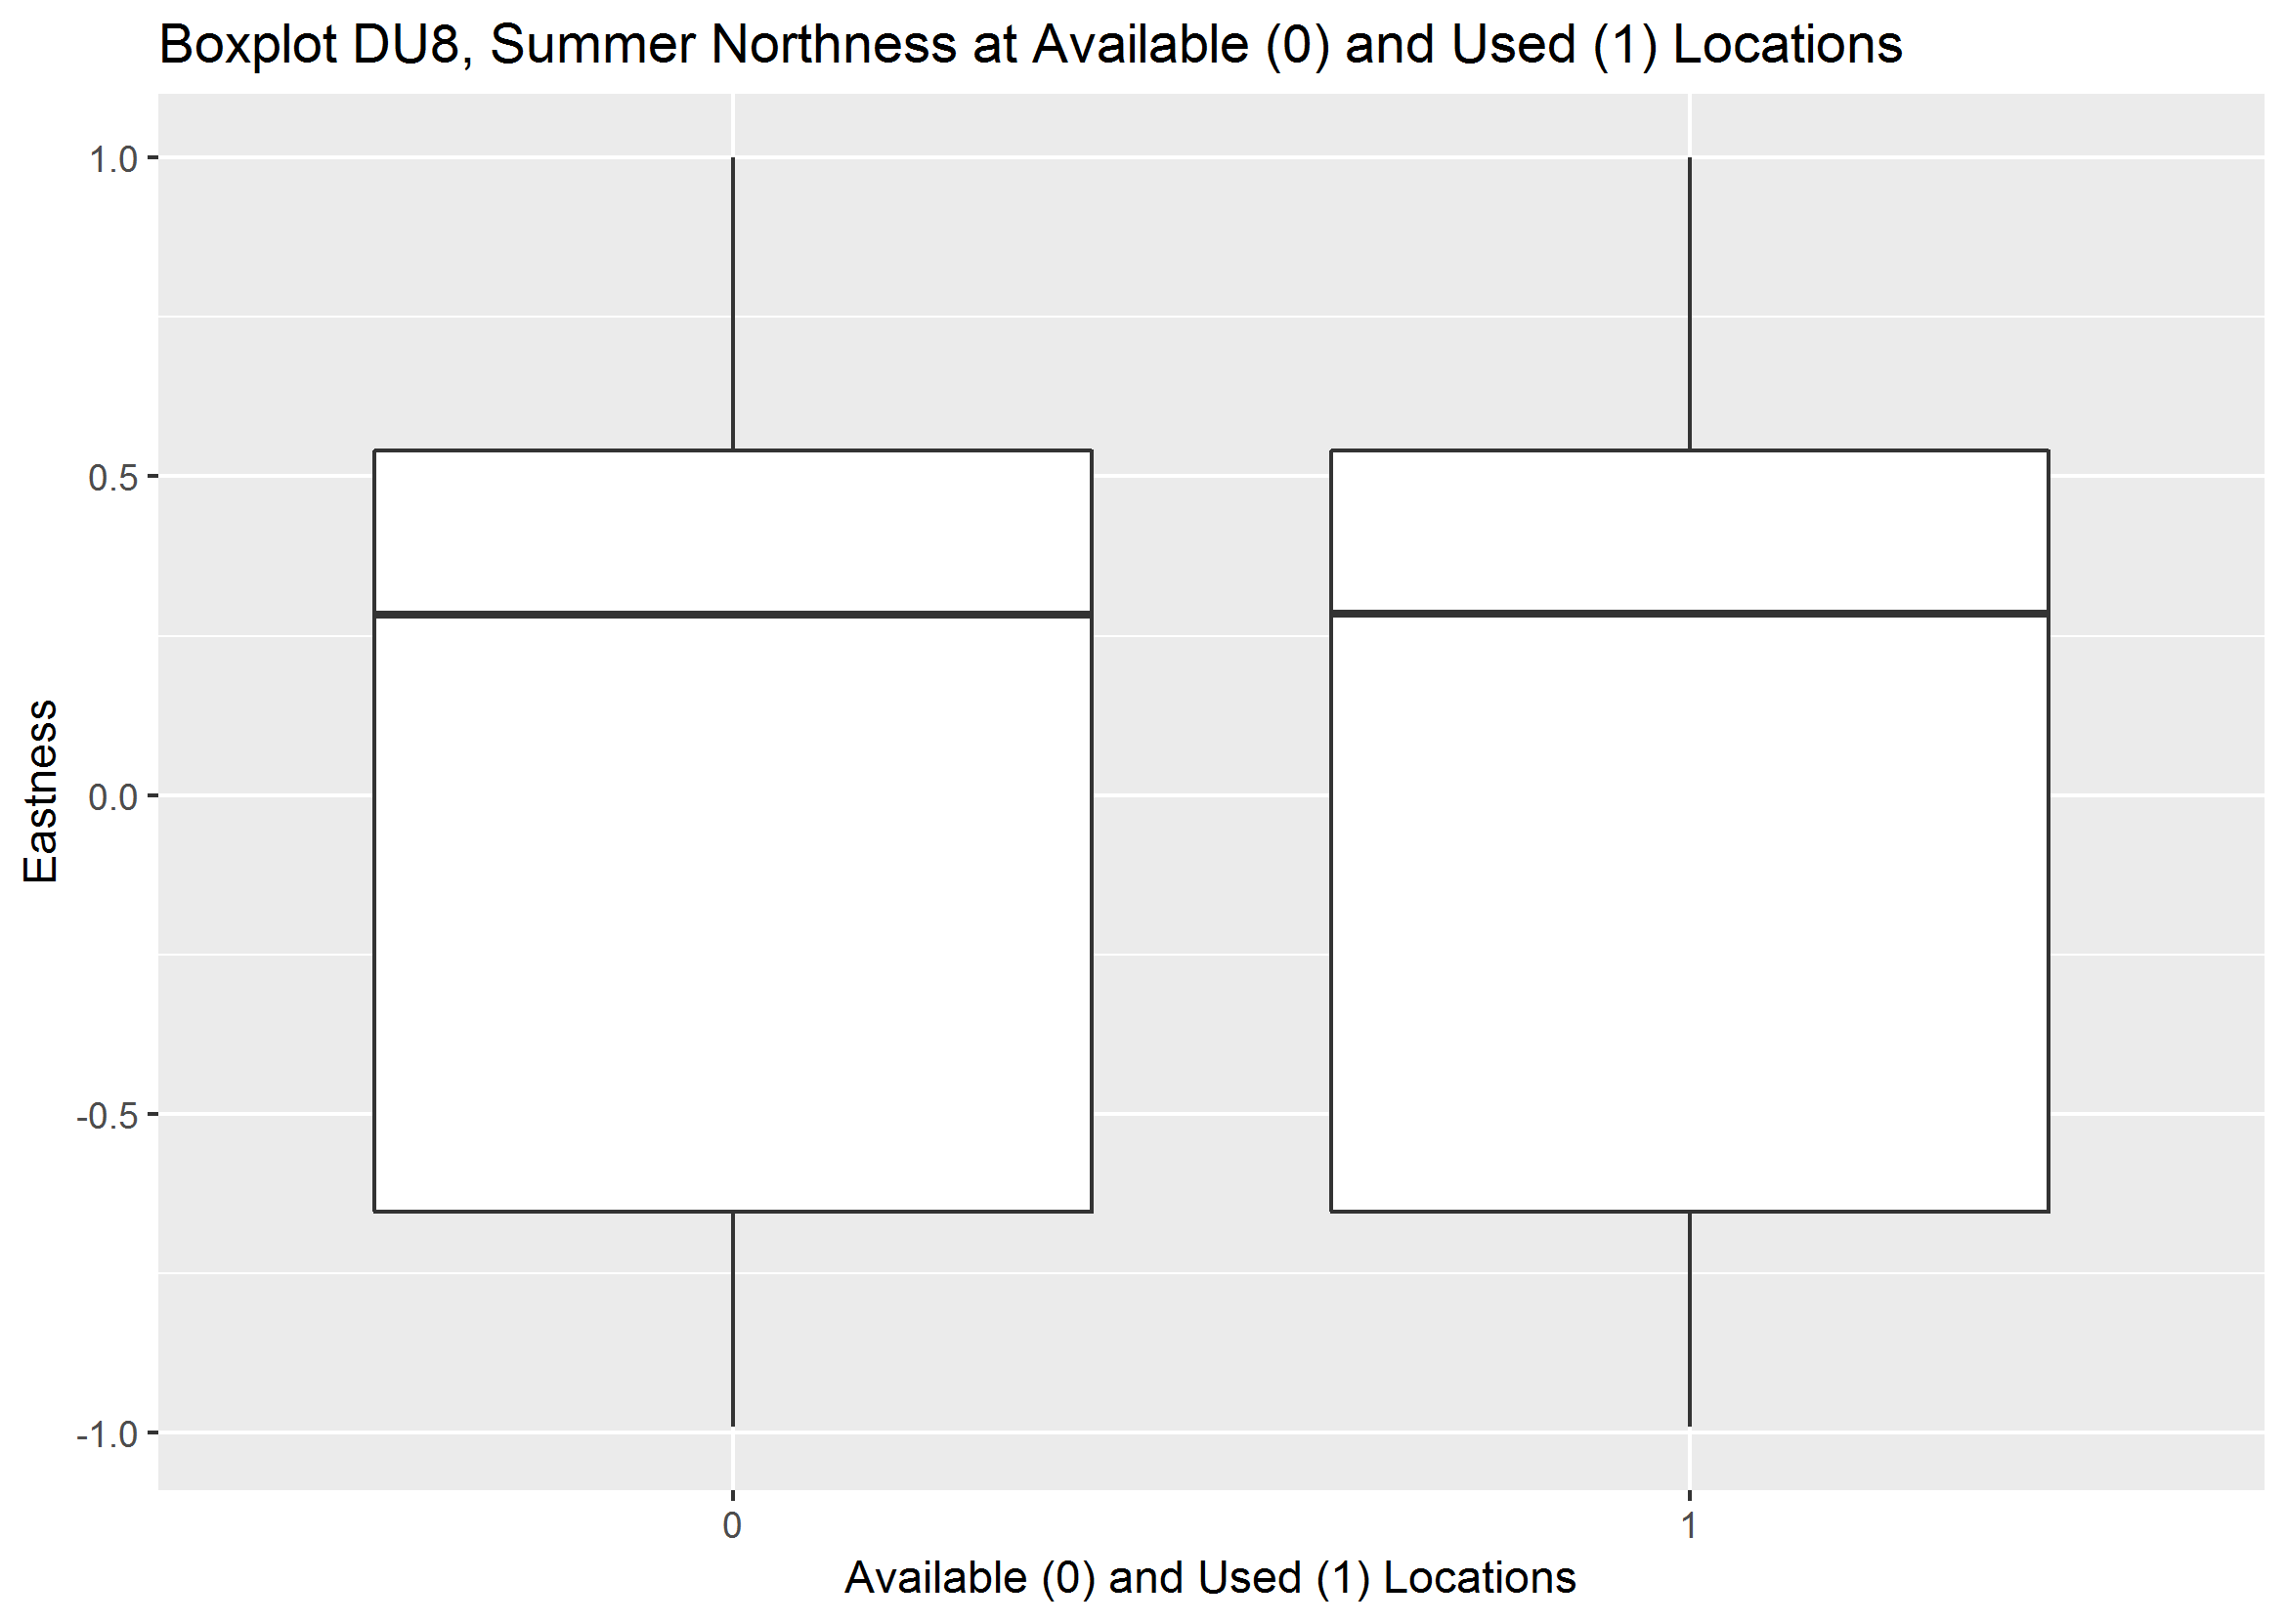 Boxplot DU8, Summer Northness at Available (0) and Used (1) Locations
1.0
0.5
0.0
-0.5
-1.0
Eastness
0
1
Available (0) and Used (1) Locations